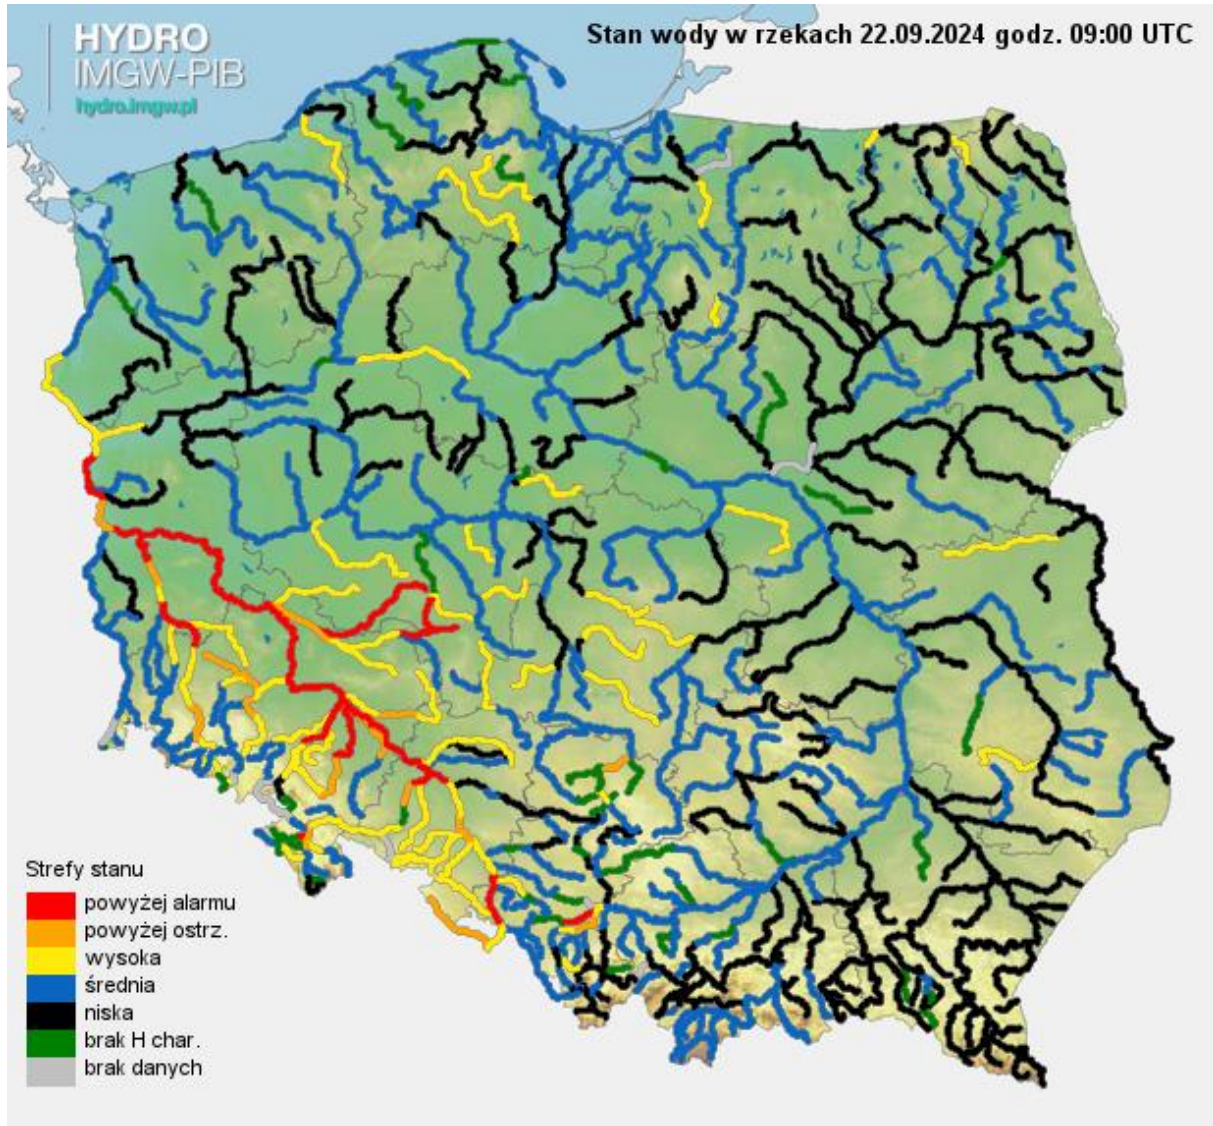 HYDRO
IMGW-PIB
hydro.imgw.pl
Stan wody w rzekach 22.09.2024 godz. 09:00 UTC
Strefy stanu
powyżej alarmu
powyżej ostrz.
wysoka
średnia
niska
brak H char.
brak danych